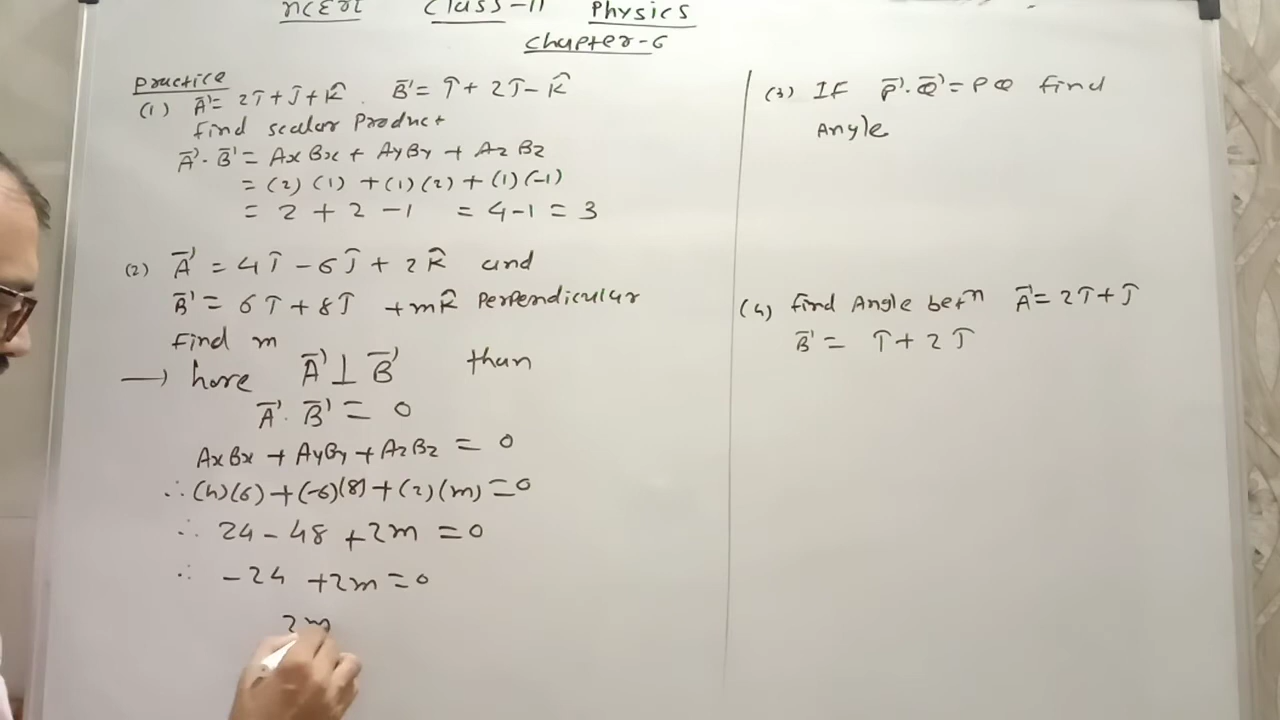 NCERT Class-11 Physics
Chapter-6
Practice
(1) A⃗ = 2î+ĵ+k̂ . B⃗ = î+2ĵ-k̂
Find scalar Product
A⃗ · B⃗ = AxBx + AyBy + AzBz
= (2)(1) + (1)(2) + (1)(-1)
= 2 + 2 - 1 = 4-1 = 3
(2) A⃗ = 4î - 6ĵ + 2k̂ and
B⃗ = 6î + 8ĵ + mk̂ Perpendicular
Find m
→ hare A⃗ ⊥ B⃗ than
A⃗ · B⃗ = 0
AxBx + AyBy + AzBz = 0
∴ (4)(6) + (-6)(8) + (2)(m) = 0
∴ 24 - 48 + 2m = 0
∴ -24 + 2m = 0
2m
(3) IF P⃗ · Q⃗ = PQ find
Angle
(4) find Angle betn A⃗ = 2î+ĵ
B⃗ = î + 2ĵ